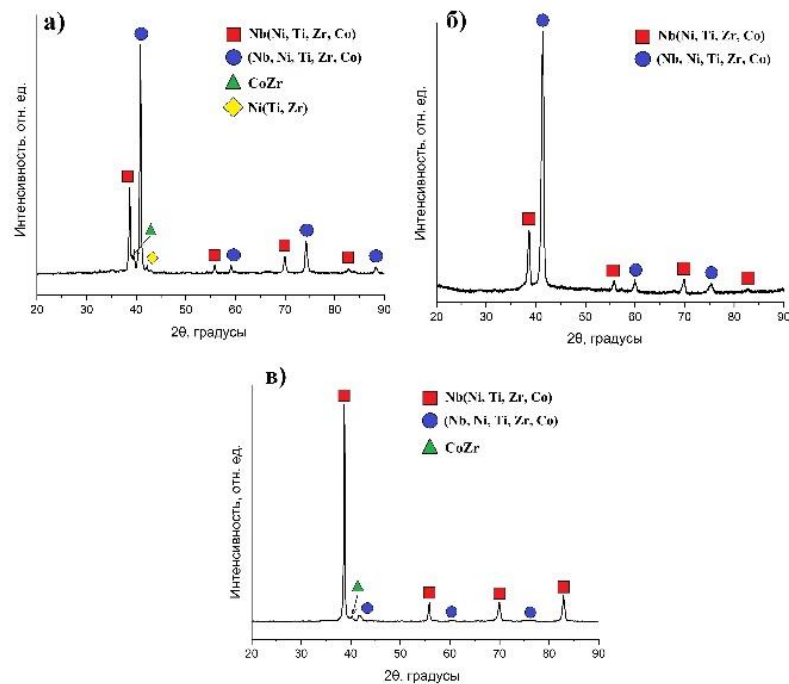 а)
Nb(Ni, Ti, Zr, Co)
(Nb, Ni, Ti, Zr, Co)
CoZr
Ni(Ti, Zr)
Интенсивность, отн. ед.
20 30 40 50 60 70 80 90
2θ, градусы
б)
Nb(Ni, Ti, Zr, Co)
(Nb, Ni, Ti, Zr, Co)
Интенсивность, отн. ед.
20 30 40 50 60 70 80 90
2θ, градусы
в)
Nb(Ni, Ti, Zr, Co)
(Nb, Ni, Ti, Zr, Co)
CoZr
Интенсивность, отн. ед.
20 30 40 50 60 70 80 90
2θ, градусы